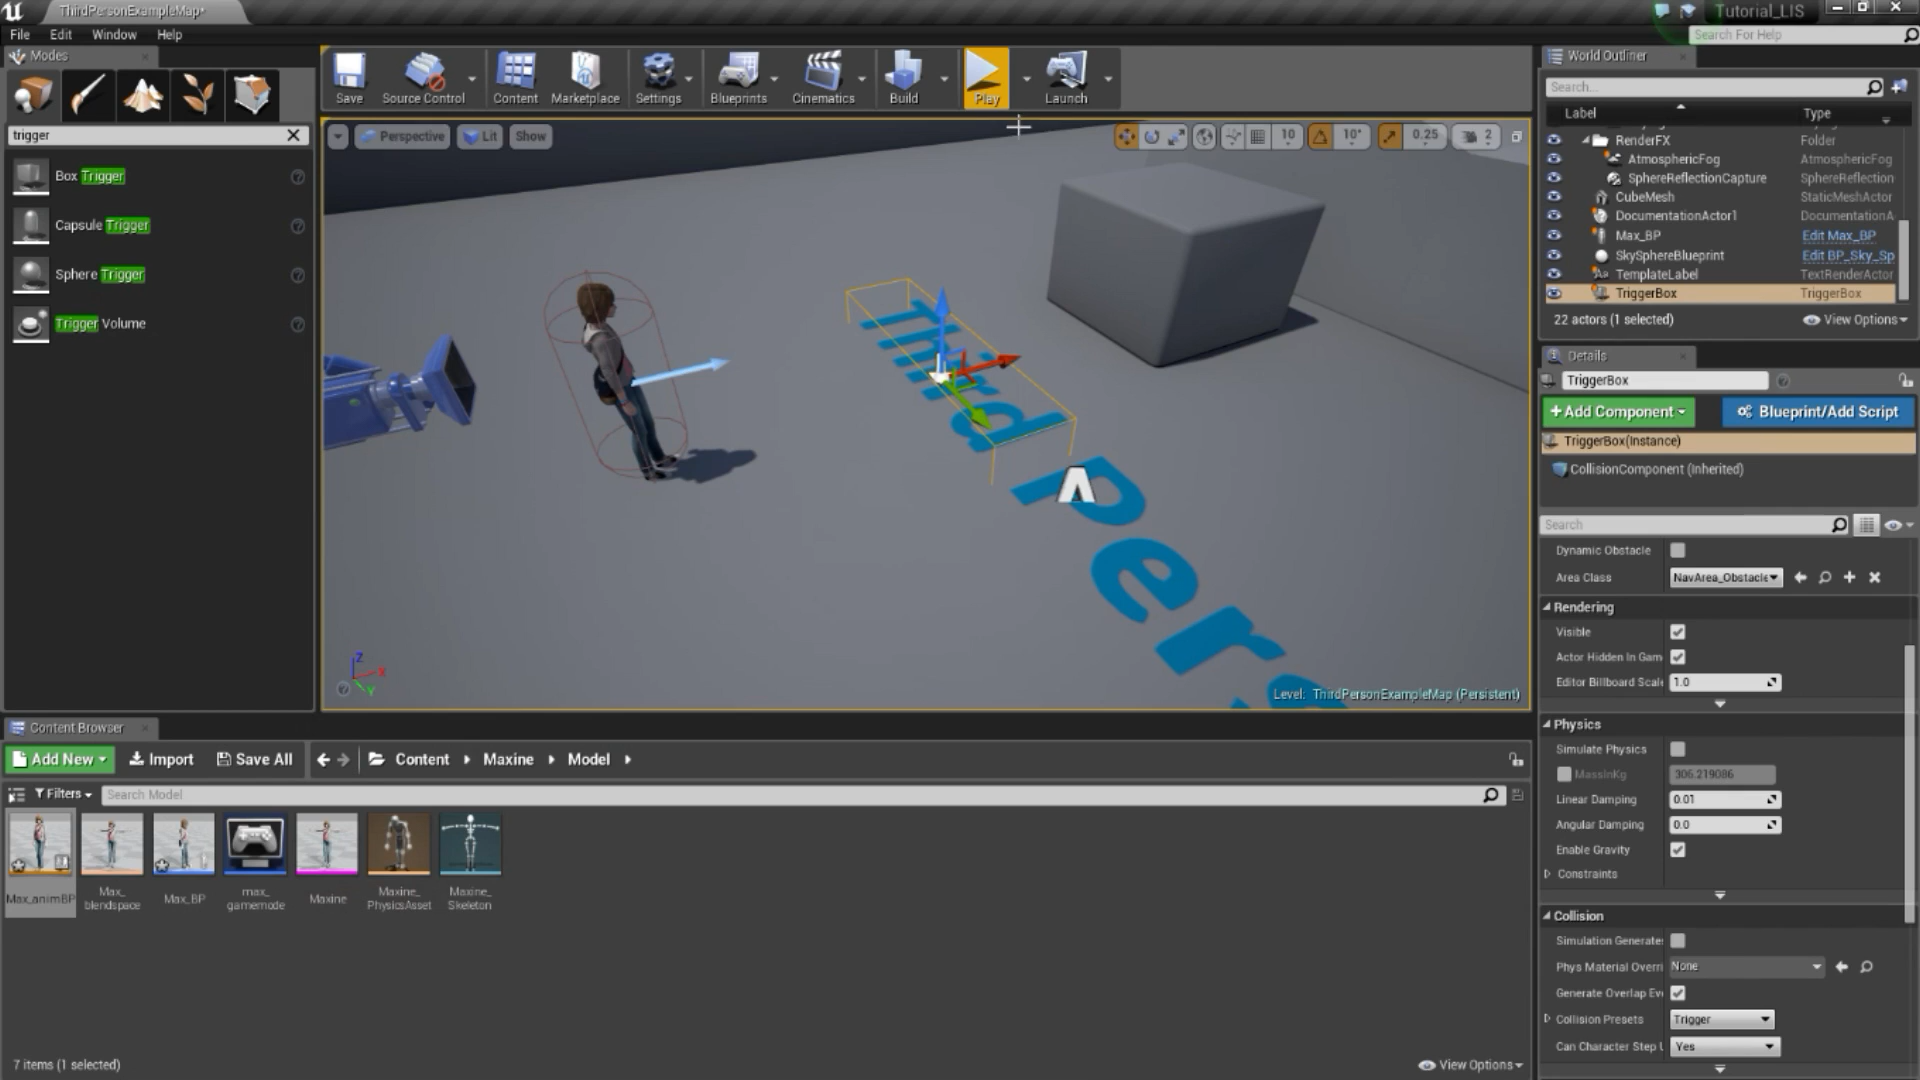 ThirdPersonExampleMap*
Tutorial_LIS
File Edit Window Help
Search For Help
Modes
trigger
Box Trigger
Capsule Trigger
Sphere Trigger
Trigger Volume
Save
Source Control
Content
Marketplace
Settings
Blueprints
Cinematics
Build
Play
Launch
Perspective
Lit
Show
10
10°
0.25
2
Third Pers
Z
X
Y
Level: ThirdPersonExampleMap (Persistent)
World Outliner
Search...
Label Type
RenderFX Folder
AtmosphericFog AtmosphericFog
SphereReflectionCapture SphereReflection
CubeMesh StaticMeshActor
DocumentationActor1 DocumentationA
Max_BP Edit Max_BP
SkySphereBlueprint Edit BP_Sky_Sp
TemplateLabel TextRenderActor
TriggerBox TriggerBox
22 actors (1 selected)
View Options
Details
TriggerBox
+Add Component
Blueprint/Add Script
TriggerBox(Instance)
CollisionComponent (Inherited)
Search
Dynamic Obstacle
Area Class NavArea_Obstacle
Rendering
Visible
Actor Hidden In Gam
Editor Billboard Scale 1.0
Physics
Simulate Physics
MassInKg 306.219086
Linear Damping 0.01
Angular Damping 0.0
Enable Gravity
Constraints
Collision
Simulation Generates
Phys Material Overri None
Generate Overlap Eve
Collision Presets Trigger
Can Character Step U Yes
Content Browser
Add New
Import
Save All
Content Maxine Model
Filters
Search Model
Max_animBP
Max_blendspace
Max_BP
max_gamemode
Maxine
Maxine_PhysicsAsset
Maxine_Skeleton
7 items (1 selected)
View Options